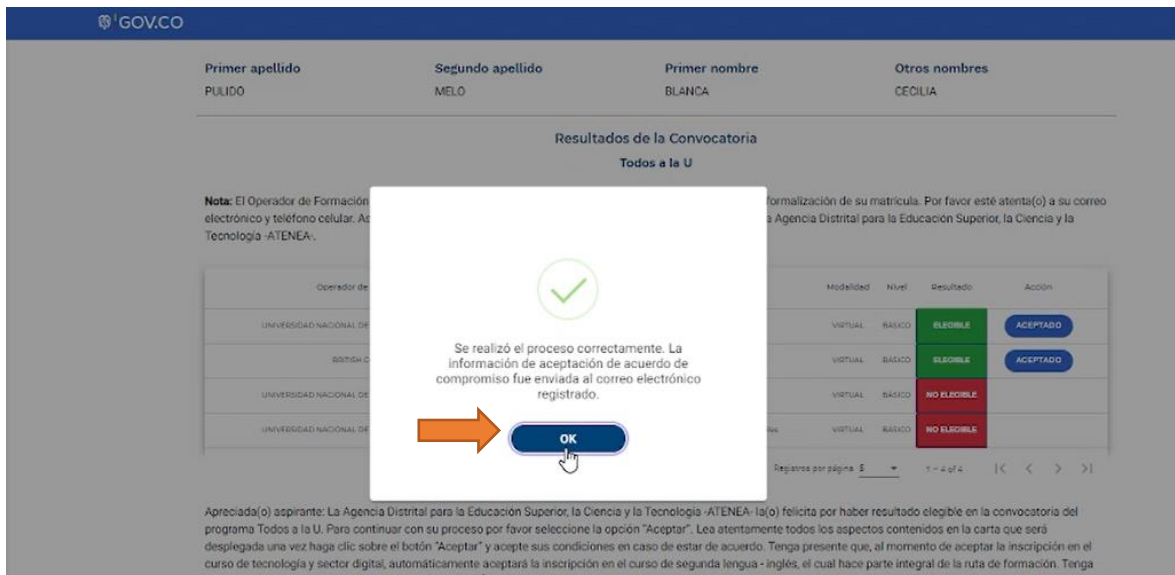 GOV.CO
Primer apellido Segundo apellido Primer nombre Otros nombres
PULIDO MELO BLANCA CECILIA
Resultados de la Convocatoria
Todos a la U
Nota: El Operador de Formación formalización de su matrícula. Por favor esté atenta(o) a su correo
electrónico y teléfono celular. Agencia Distrital para la Educación Superior, la Ciencia y la
Tecnología -ATENEA-.
Operador de Modalidad Nivel Resultado Acción
UNIVERSIDAD NACIONAL DE VIRTUAL BÁSICO ELEGIBLE ACEPTADO
BRITISH VIRTUAL BÁSICO ELEGIBLE ACEPTADO
UNIVERSIDAD NACIONAL DE VIRTUAL BÁSICO NO ELEGIBLE
UNIVERSIDAD NACIONAL DE VIRTUAL BÁSICO NO ELEGIBLE
Registros por página 5 1 – 4 of 4
Se realizó el proceso correctamente. La
información de aceptación de acuerdo de
compromiso fue enviada al correo electrónico
registrado.
OK
Apreciada(o) aspirante: La Agencia Distrital para la Educación Superior, la Ciencia y la Tecnología -ATENEA- la(o) felicita por haber resultado elegible en la convocatoria del
programa Todos a la U. Para continuar con su proceso por favor seleccione la opción "Aceptar". Lea atentamente todos los aspectos contenidos en la carta que será
desplegada una vez haga clic sobre el botón "Aceptar" y acepte sus condiciones en caso de estar de acuerdo. Tenga presente que, al momento de aceptar la inscripción en el
curso de tecnología y sector digital, automáticamente aceptará la inscripción en el curso de segunda lengua - inglés, el cual hace parte integral de la ruta de formación. Tenga